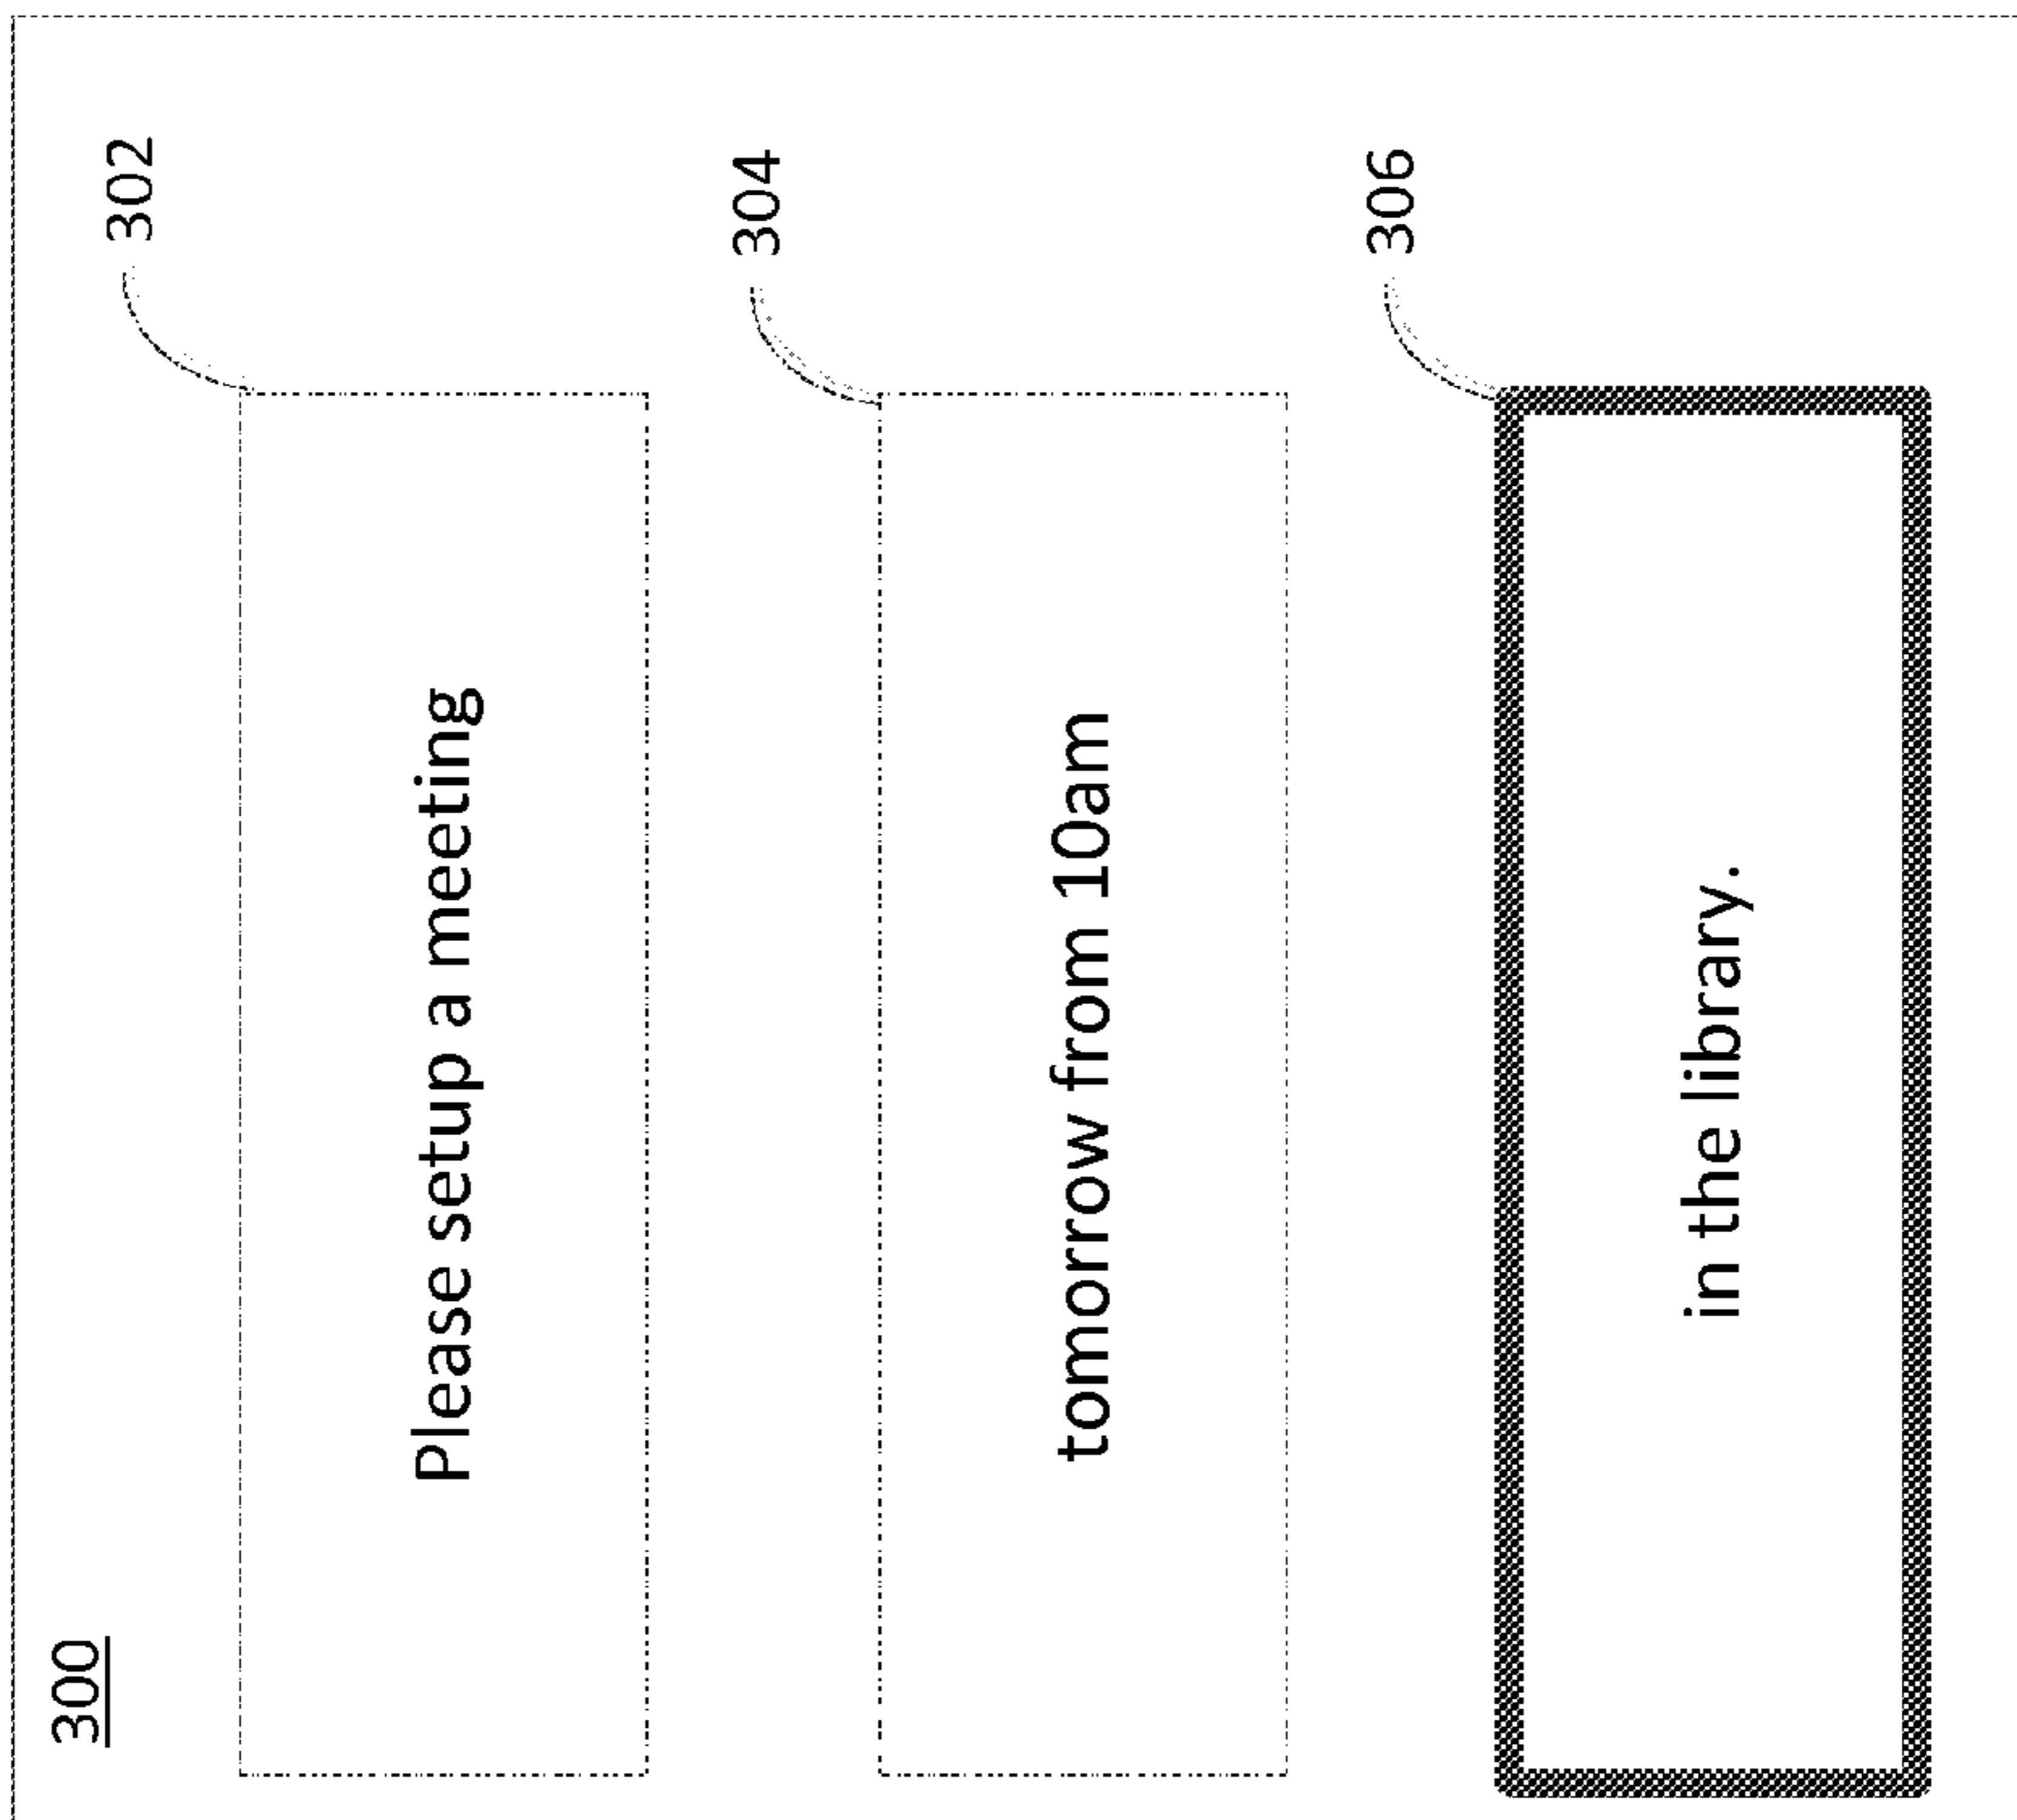 300
302
Please setup a meeting
304
tomorrow from 10am
306
in the library.